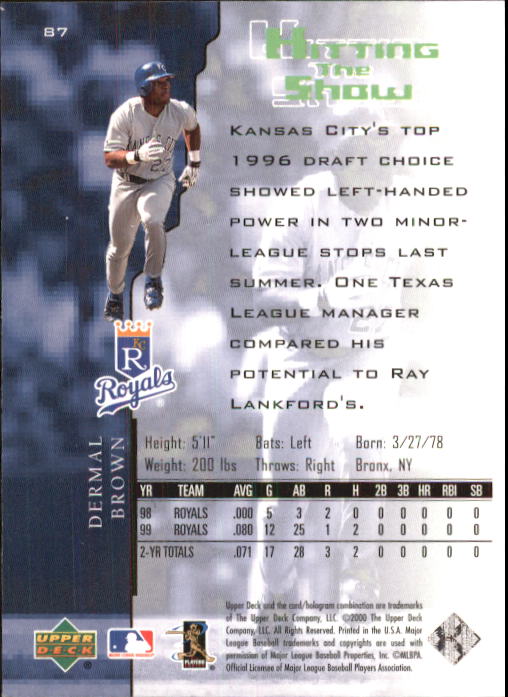 87
Hitting
The
Show
Kansas City's top
1996 draft choice
showed left-handed
power in two minor-
league stops last
summer. One Texas
League manager
compared his
potential to Ray
Lankford's.
KC
R
Royals
DERMAL
BROWN
Height: 5'11" Bats: Left Born: 3/27/78
Weight: 200 lbs Throws: Right Bronx, NY
YR TEAM AVG G AB R H 2B 3B HR RBI SB
98 ROYALS .000 5 3 2 0 0 0 0 0 0
99 ROYALS .080 12 25 1 2 0 0 0 0 0
2-YR TOTALS .071 17 28 3 2 0 0 0 0 0
Upper Deck and the card/hologram combination are trademarks
of The Upper Deck Company, LLC. ©2000 The Upper Deck
Company, LLC. All Rights Reserved. Printed in the U.S.A. Major
League Baseball trademarks and copyrights are used with
permission of Major League Baseball Properties, Inc. ©MLBPA
Official Licensee of Major League Baseball Players Association.
UPPER
DECK
PLAYERS